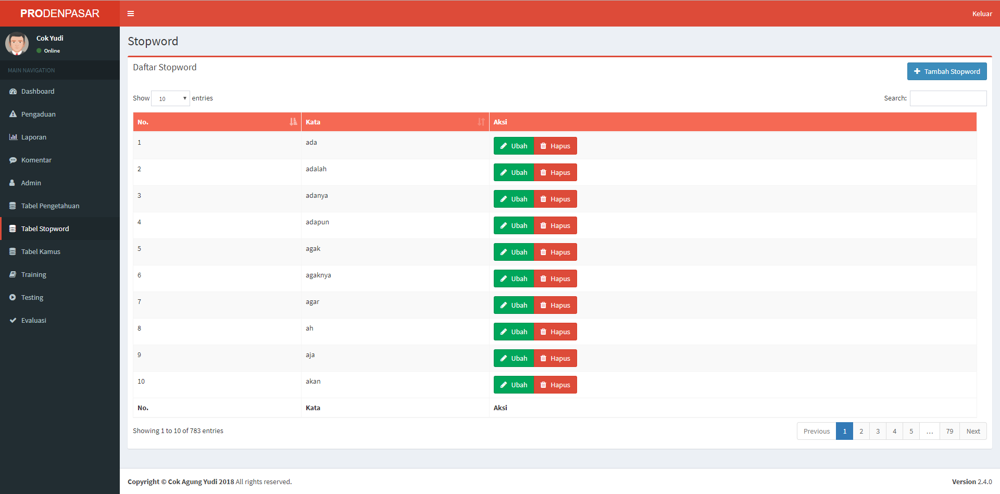 PRODENPASAR
Keluar
Cok Yudi
Online
MAIN NAVIGATION
Dashboard
Pengaduan
Laporan
Komentar
Admin
Tabel Pengetahuan
Tabel Stopword
Tabel Kamus
Training
Testing
Evaluasi
Stopword
Daftar Stopword
Tambah Stopword
Show 10 entries
Search:
No. Kata Aksi
1 ada Ubah Hapus
2 adalah Ubah Hapus
3 adanya Ubah Hapus
4 adapun Ubah Hapus
5 agak Ubah Hapus
6 agaknya Ubah Hapus
7 agar Ubah Hapus
8 ah Ubah Hapus
9 aja Ubah Hapus
10 akan Ubah Hapus
No. Kata Aksi
Showing 1 to 10 of 783 entries
Previous 1 2 3 4 5 … 79 Next
Copyright © Cok Agung Yudi 2018 All rights reserved.
Version 2.4.0